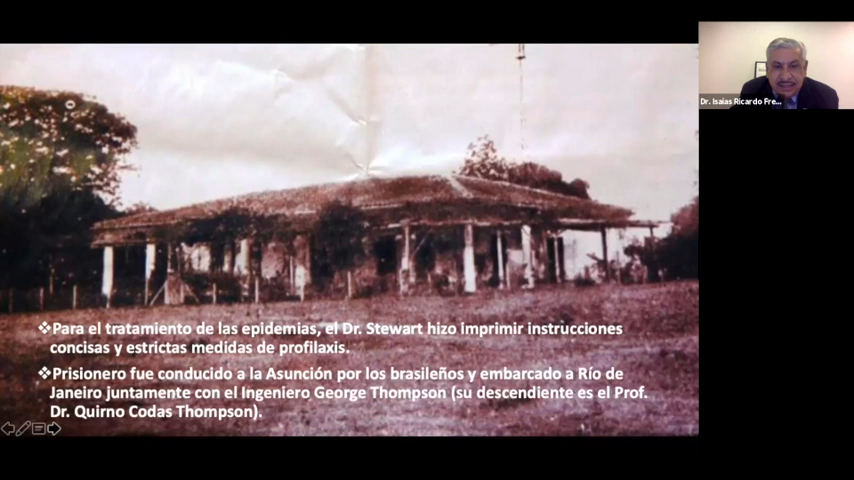 Dr. Isaias Ricardo Fre...
❖Para el tratamiento de las epidemias, el Dr. Stewart hizo imprimir instrucciones
concisas y estrictas medidas de profilaxis.
❖Prisionero fue conducido a la Asunción por los brasileños y embarcado a Río de
Janeiro juntamente con el Ingeniero George Thompson (su descendiente es el Prof.
Dr. Quirno Codas Thompson).